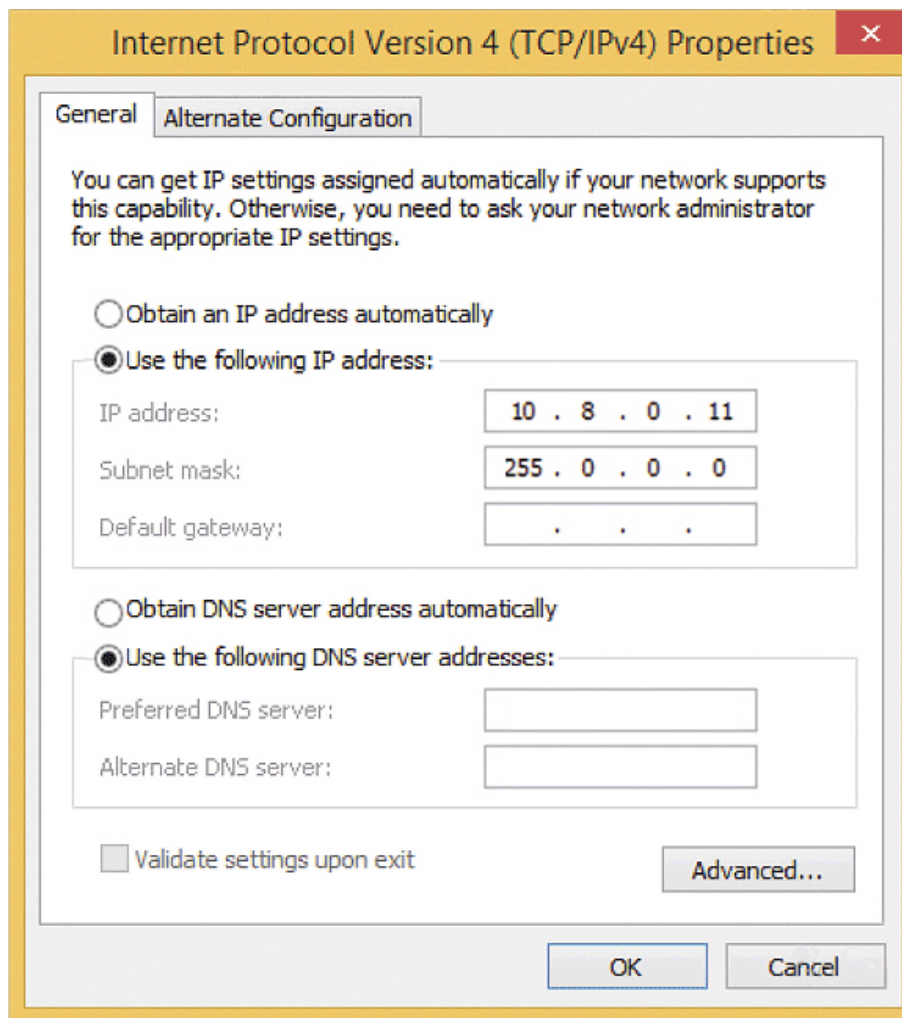 Internet Protocol Version 4 (TCP/IPv4) Properties
General
Alternate Configuration
You can get IP settings assigned automatically if your network supports
this capability. Otherwise, you need to ask your network administrator
for the appropriate IP settings.
Obtain an IP address automatically
Use the following IP address:
IP address: 10 . 8 . 0 . 11
Subnet mask: 255 . 0 . 0 . 0
Default gateway: . . .
Obtain DNS server address automatically
Use the following DNS server addresses:
Preferred DNS server:
Alternate DNS server:
Validate settings upon exit
Advanced...
OK
Cancel